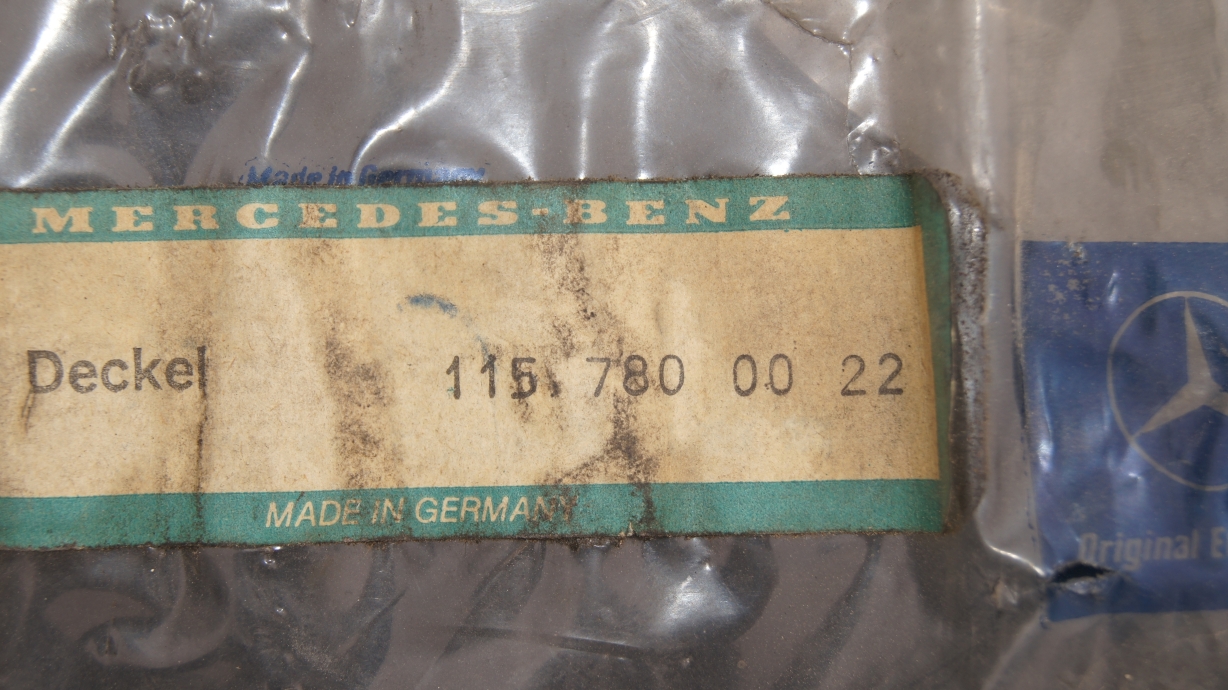 Made in Germany
MERCEDES-BENZ
Deckel 115 780 00 22
MADE IN GERMANY
Original